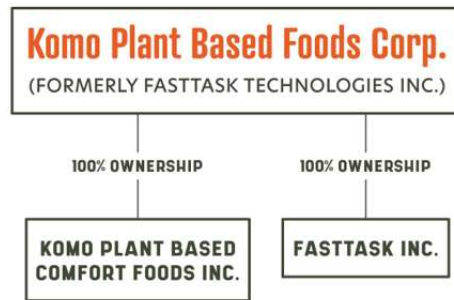 Komo Plant Based Foods Corp.
(FORMERLY FASTTASK TECHNOLOGIES INC.)
100% OWNERSHIP
100% OWNERSHIP
KOMO PLANT BASED
COMFORT FOODS INC.
FASTTASK INC.